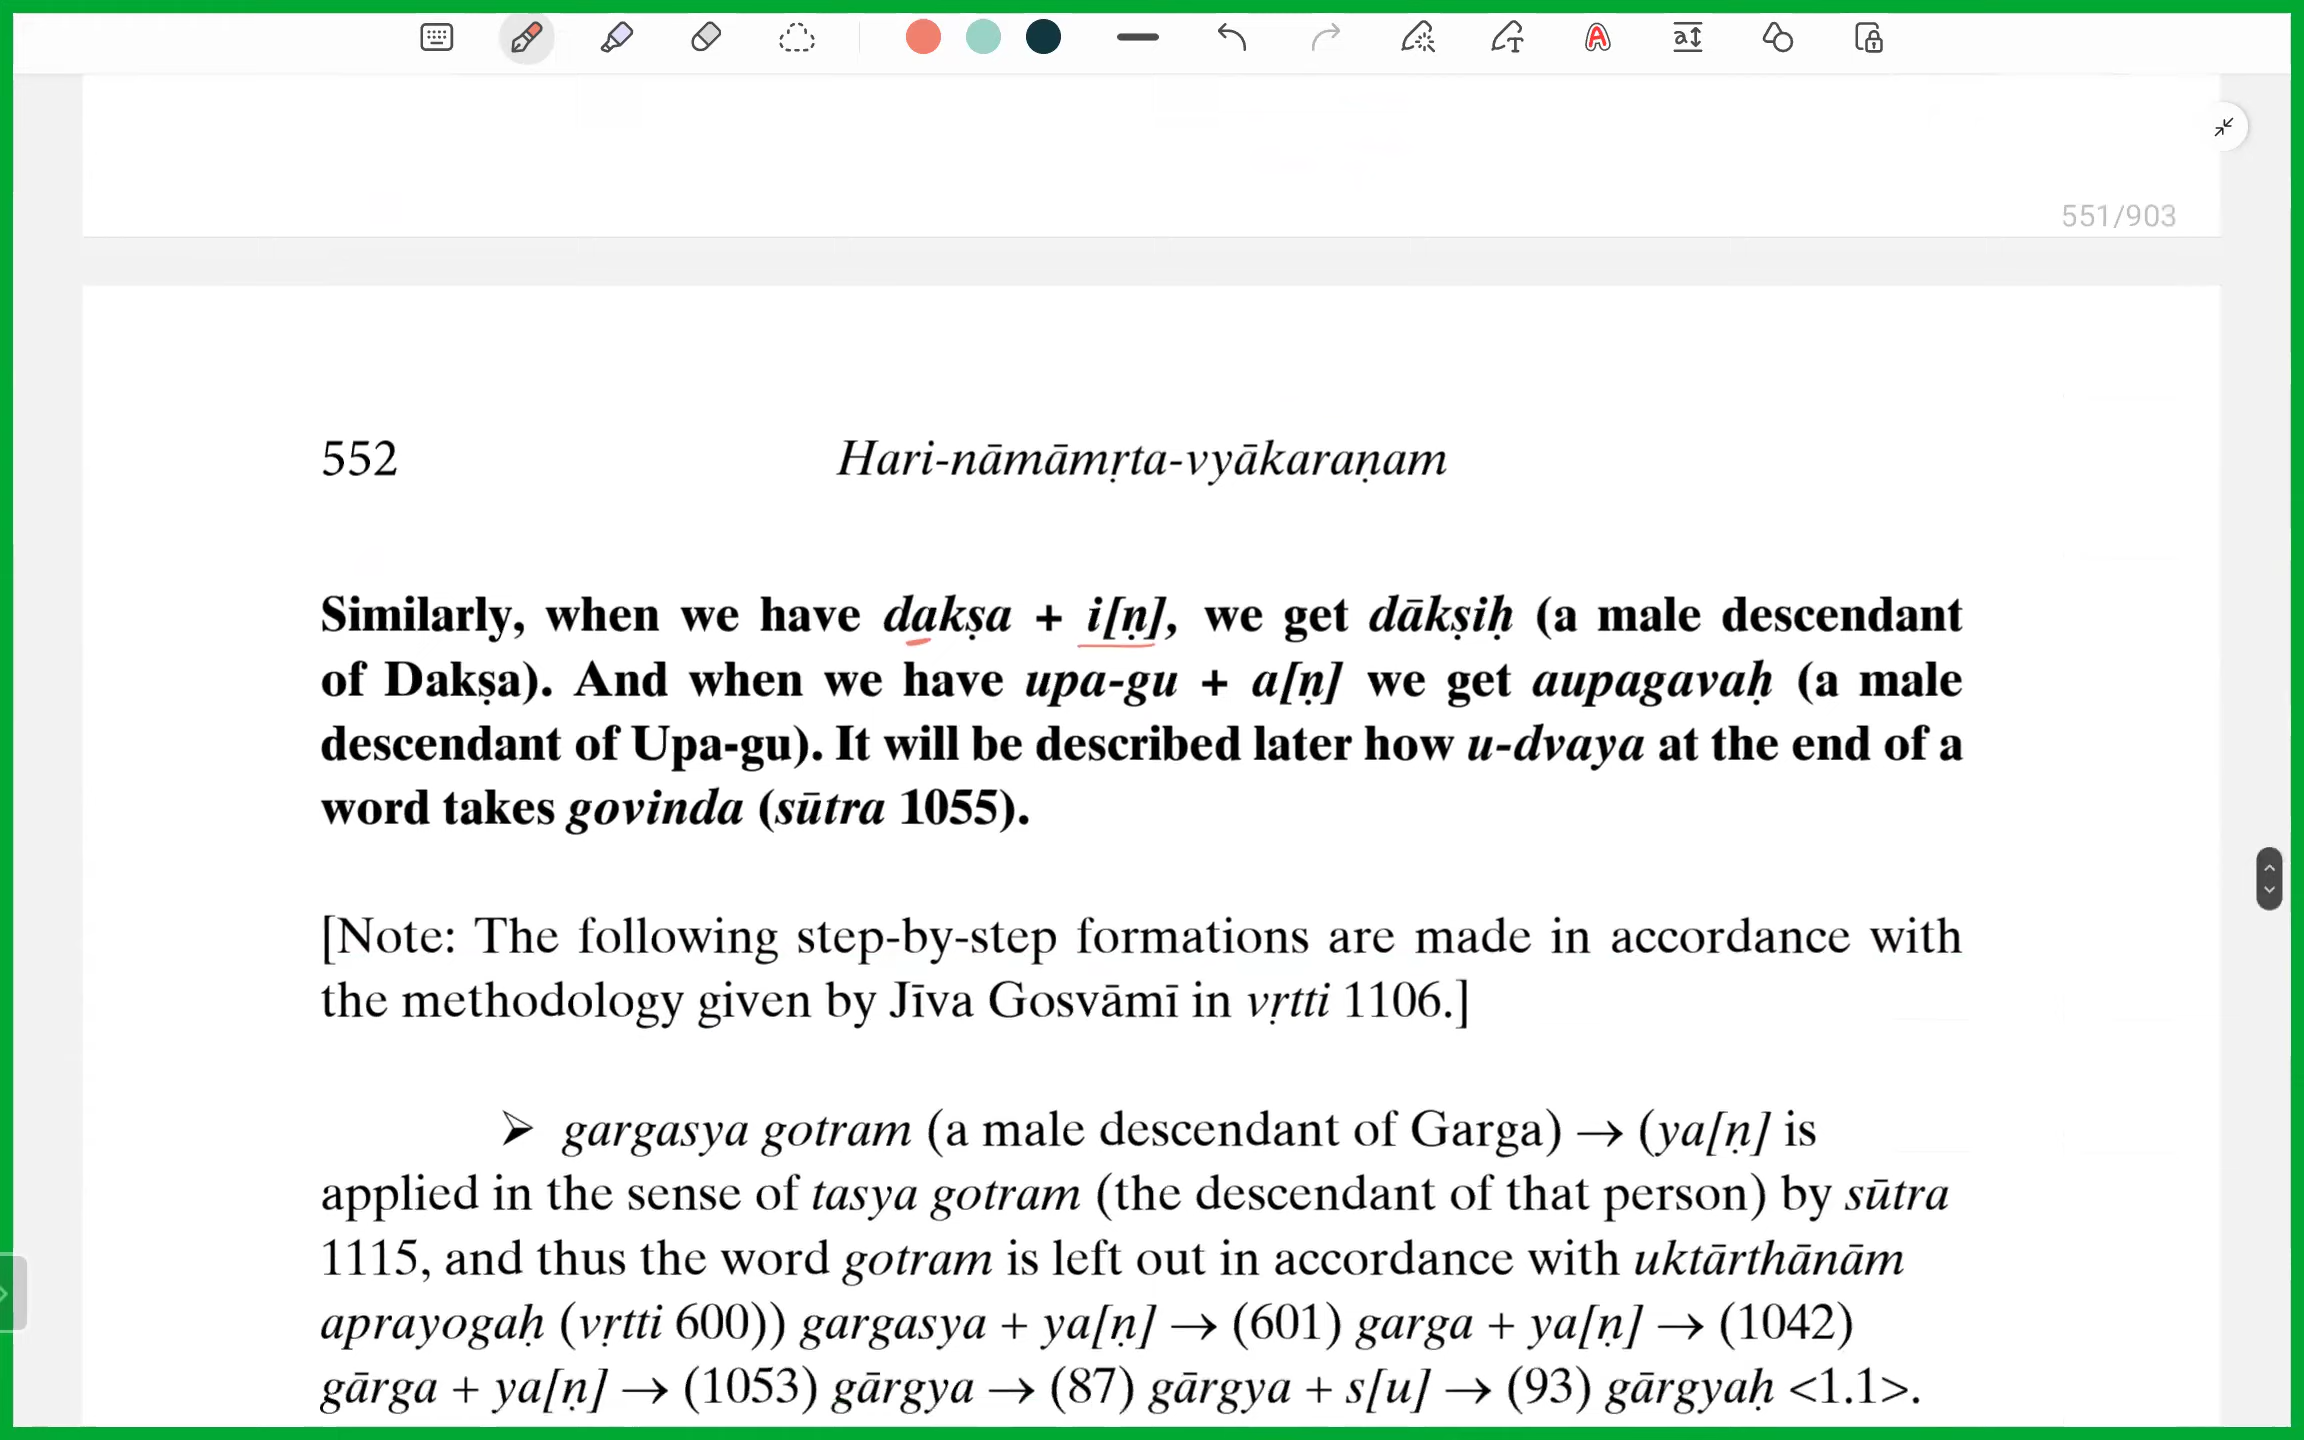 551/903
552 Hari-nāmāmṛta-vyākaraṇam
Similarly, when we have dakṣa + i[ṇ], we get dākṣiḥ (a male descendant
of Dakṣa). And when we have upa-gu + a[ṇ] we get aupagavaḥ (a male
descendant of Upa-gu). It will be described later how u-dvaya at the end of a
word takes govinda (sūtra 1055).
[Note: The following step-by-step formations are made in accordance with
the methodology given by Jīva Gosvāmī in vṛtti 1106.]
➢ gargasya gotram (a male descendant of Garga) → (ya[ṇ] is
applied in the sense of tasya gotram (the descendant of that person) by sūtra
1115, and thus the word gotram is left out in accordance with uktārthānām
aprayogaḥ (vṛtti 600)) gargasya + ya[ṇ] → (601) garga + ya[ṇ] → (1042)
gārga + ya[ṇ] → (1053) gārgya → (87) gārgya + s[u] → (93) gārgyaḥ <1.1>.